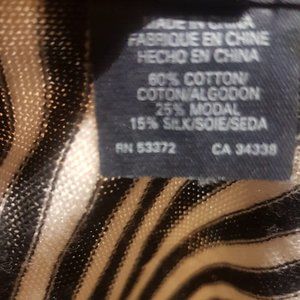 MADE IN CHINA
FABRIQUE EN CHINE
HECHO EN CHINA
60% COTTON/
COTON/ALGODON
25% MODAL
15% SILK/SOIE/SEDA
RN 53372 CA 34338